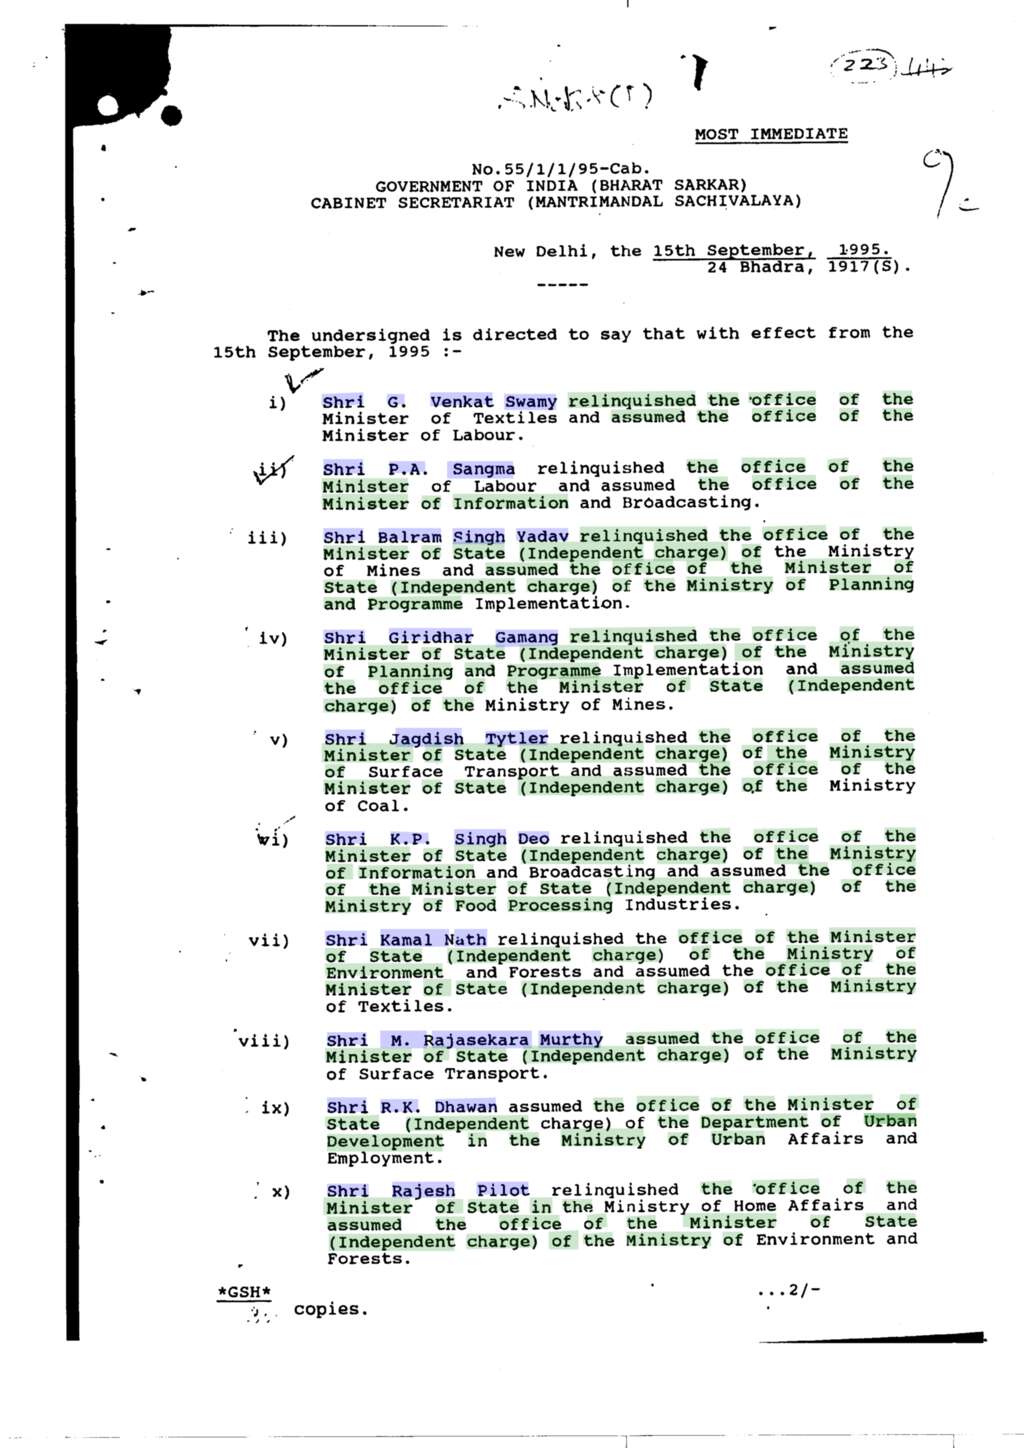 7
223
MOST IMMEDIATE
No.55/1/1/95-Cab.
GOVERNMENT OF INDIA (BHARAT SARKAR)
CABINET SECRETARIAT (MANTRIMANDAL SACHIVALAYA)
New Delhi, the 15th September, 1995.
24 Bhadra, 1917(S).
-----
The undersigned is directed to say that with effect from the
15th September, 1995 :-
i) Shri G. Venkat Swamy relinquished the office of the
Minister of Textiles and assumed the office of the
Minister of Labour.
ii) Shri P.A. Sangma relinquished the office of the
Minister of Labour and assumed the office of the
Minister of Information and Broadcasting.
iii) Shri Balram Singh Yadav relinquished the office of the
Minister of State (Independent charge) of the Ministry
of Mines and assumed the office of the Minister of
State (Independent charge) of the Ministry of Planning
and Programme Implementation.
iv) Shri Giridhar Gamang relinquished the office of the
Minister of State (Independent charge) of the Ministry
of Planning and Programme Implementation and assumed
the office of the Minister of State (Independent
charge) of the Ministry of Mines.
v) Shri Jagdish Tytler relinquished the office of the
Minister of State (Independent charge) of the Ministry
of Surface Transport and assumed the office of the
Minister of State (Independent charge) of the Ministry
of Coal.
vi) Shri K.P. Singh Deo relinquished the office of the
Minister of State (Independent charge) of the Ministry
of Information and Broadcasting and assumed the office
of the Minister of State (Independent charge) of the
Ministry of Food Processing Industries.
vii) Shri Kamal Nath relinquished the office of the Minister
of State (Independent charge) of the Ministry of
Environment and Forests and assumed the office of the
Minister of State (Independent charge) of the Ministry
of Textiles.
viii) Shri M. Rajasekara Murthy assumed the office of the
Minister of State (Independent charge) of the Ministry
of Surface Transport.
ix) Shri R.K. Dhawan assumed the office of the Minister of
State (Independent charge) of the Department of Urban
Development in the Ministry of Urban Affairs and
Employment.
x) Shri Rajesh Pilot relinquished the office of the
Minister of State in the Ministry of Home Affairs and
assumed the office of the Minister of State
(Independent charge) of the Ministry of Environment and
Forests.
*GSH* ...2/-
copies.